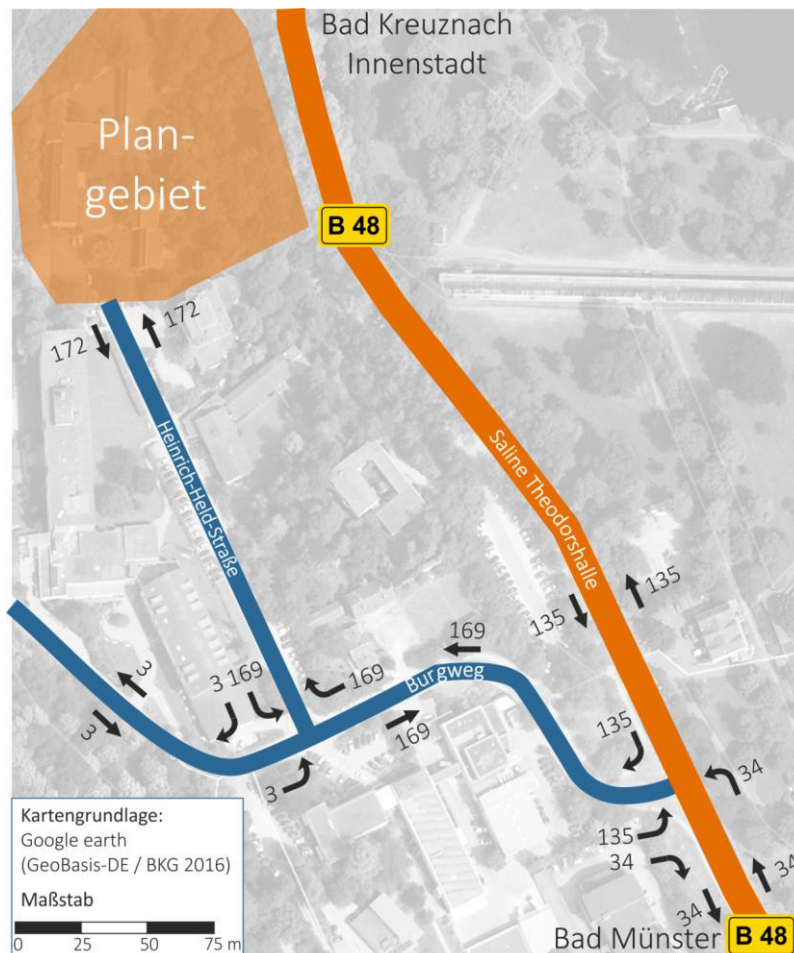 Bad Kreuznach
Innenstadt
Plan-
gebiet
B 48
172
172
Heinrich-Held-Straße
Saline Theodorshalle
135
135
3
3
3 169
169
169
Burgweg
169
3
135
34
135
34
34
34
Kartengrundlage:
Google earth
(GeoBasis-DE / BKG 2016)
Maßstab
0 25 50 75 m
Bad Münster
B 48